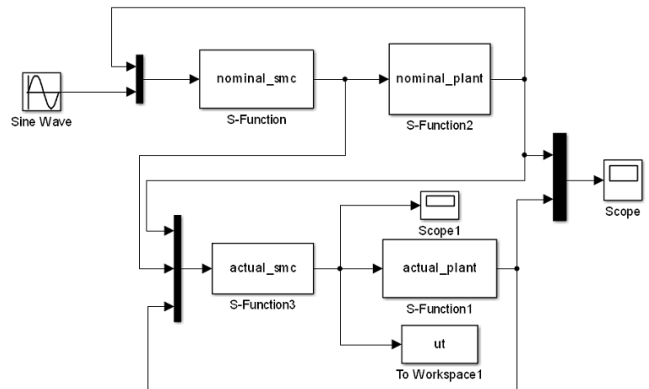 nominal_smc
nominal_plant
Sine Wave
S-Function
S-Function2
Scope
Scope1
actual_smc
actual_plant
S-Function3
S-Function1
ut
To Workspace1